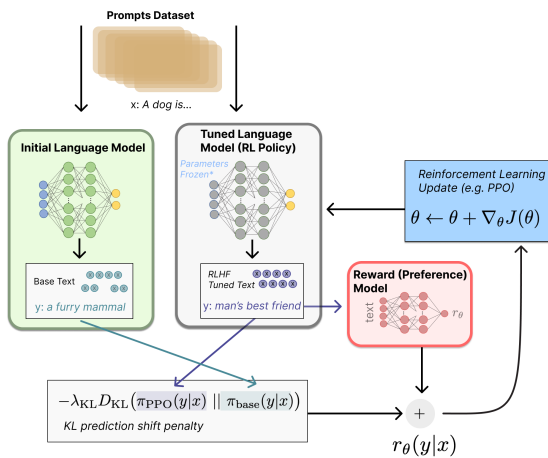 Prompts Dataset
x: A dog is...
Initial Language Model
Base Text
x x x x
x x x x
y: a furry mammal
Tuned Language
Model (RL Policy)
Parameters
Frozen*
RLHF
Tuned Text
x x x x
x x x x
y: man's best friend
Reinforcement Learning
Update (e.g. PPO)
θ ← θ + ∇θJ(θ)
Reward (Preference)
Model
text
rθ
−λKL DKL(πPPO(y|x) || πbase(y|x))
KL prediction shift penalty
+
rθ(y|x)